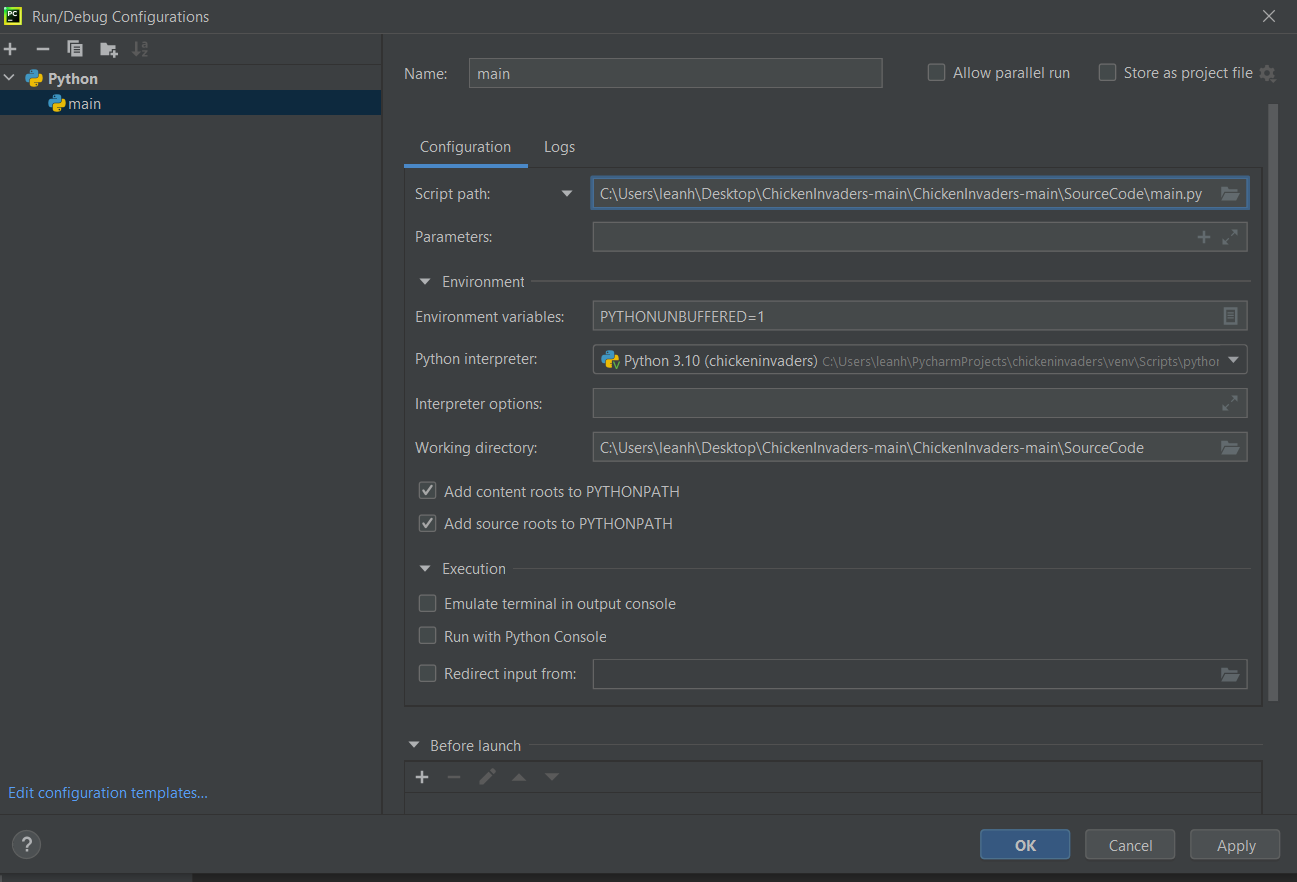 PC
Run/Debug Configurations
Python
main
Edit configuration templates...
Name:
main
Allow parallel run
Store as project file
Configuration
Logs
Script path:
C:\Users\leanh\Desktop\ChickenInvaders-main\ChickenInvaders-main\SourceCode\main.py
Parameters:
Environment
Environment variables:
PYTHONUNBUFFERED=1
Python interpreter:
Python 3.10 (chickeninvaders) C:\Users\leanh\PycharmProjects\chickeninvaders\venv\Scripts\python
Interpreter options:
Working directory:
C:\Users\leanh\Desktop\ChickenInvaders-main\ChickenInvaders-main\SourceCode
Add content roots to PYTHONPATH
Add source roots to PYTHONPATH
Execution
Emulate terminal in output console
Run with Python Console
Redirect input from:
Before launch
?
OK
Cancel
Apply